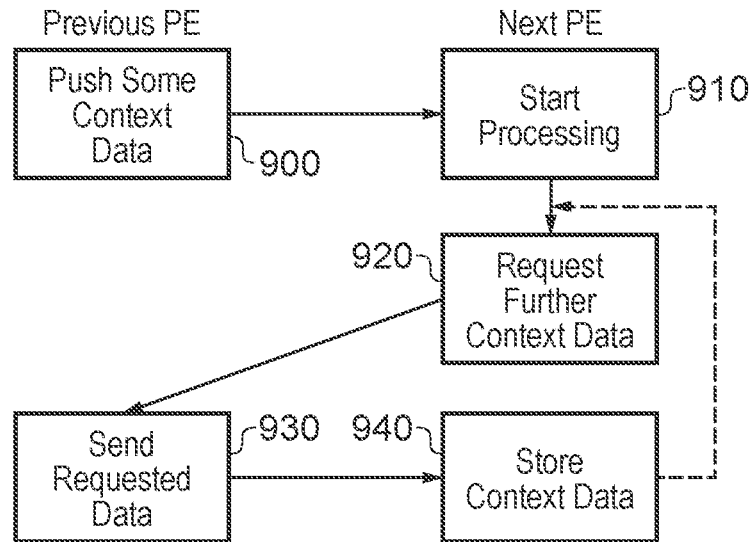 Previous PE
Next PE
Push Some
Context
Data
900
Start
Processing
910
920
Request
Further
Context Data
Send
Requested
Data
930
940
Store
Context Data